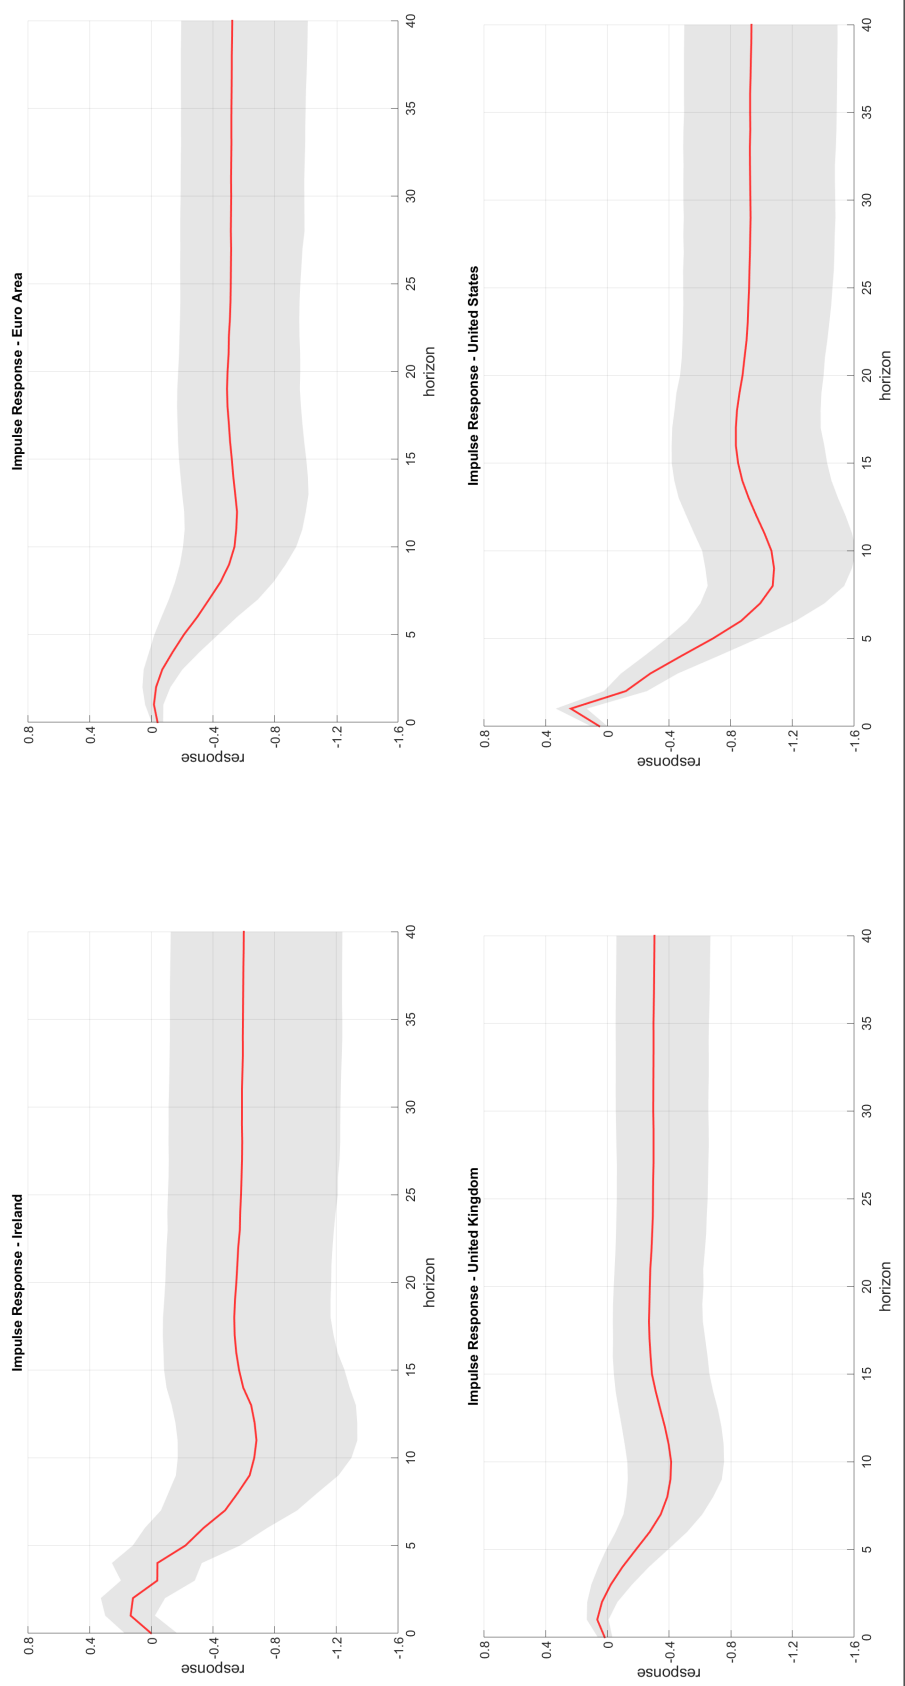 Impulse Response - Ireland
0.8
0.4
0
-0.4
-0.8
-1.2
-1.6
response
0 5 10 15 20 25 30 35 40
horizon
Impulse Response - Euro Area
0.8
0.4
0
-0.4
-0.8
-1.2
-1.6
response
0 5 10 15 20 25 30 35 40
horizon
Impulse Response - United Kingdom
0.8
0.4
0
-0.4
-0.8
-1.2
-1.6
response
0 5 10 15 20 25 30 35 40
horizon
Impulse Response - United States
0.8
0.4
0
-0.4
-0.8
-1.2
-1.6
response
0 5 10 15 20 25 30 35 40
horizon